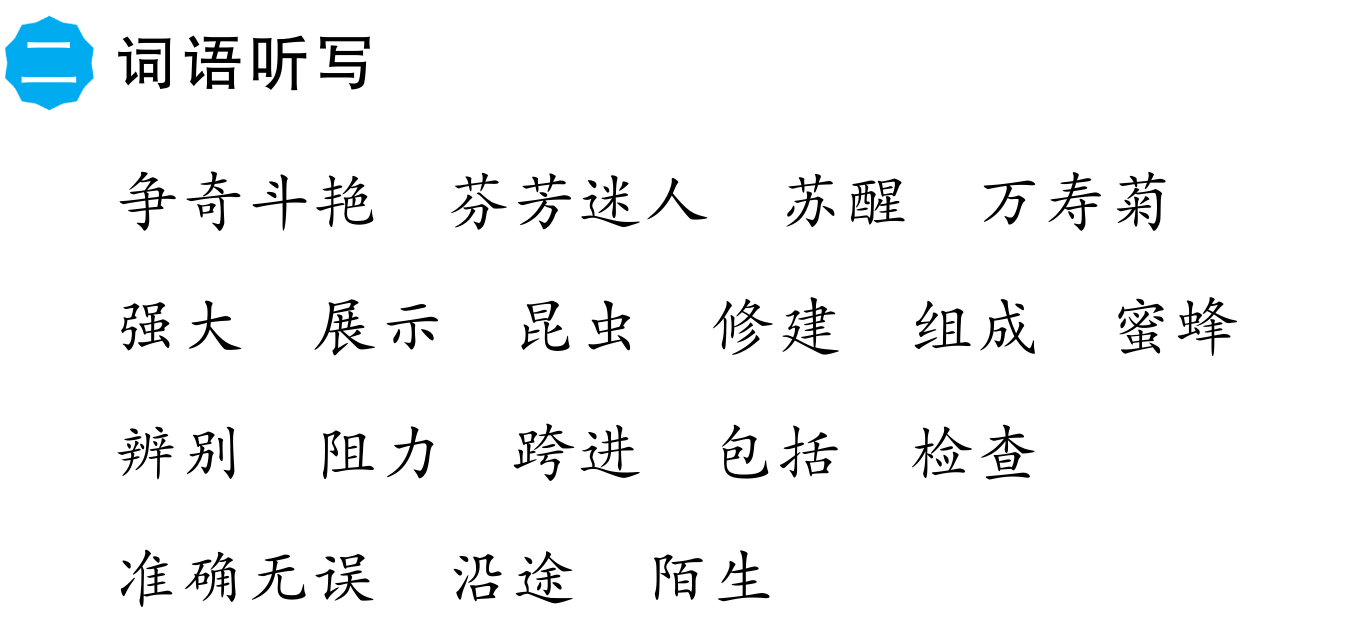 二 词语听写
争奇斗艳 芬芳迷人 苏醒 万寿菊
强大 展示 昆虫 修建 组成 蜜蜂
辨别 阻力 跨进 包括 检查
准确无误 沿途 陌生